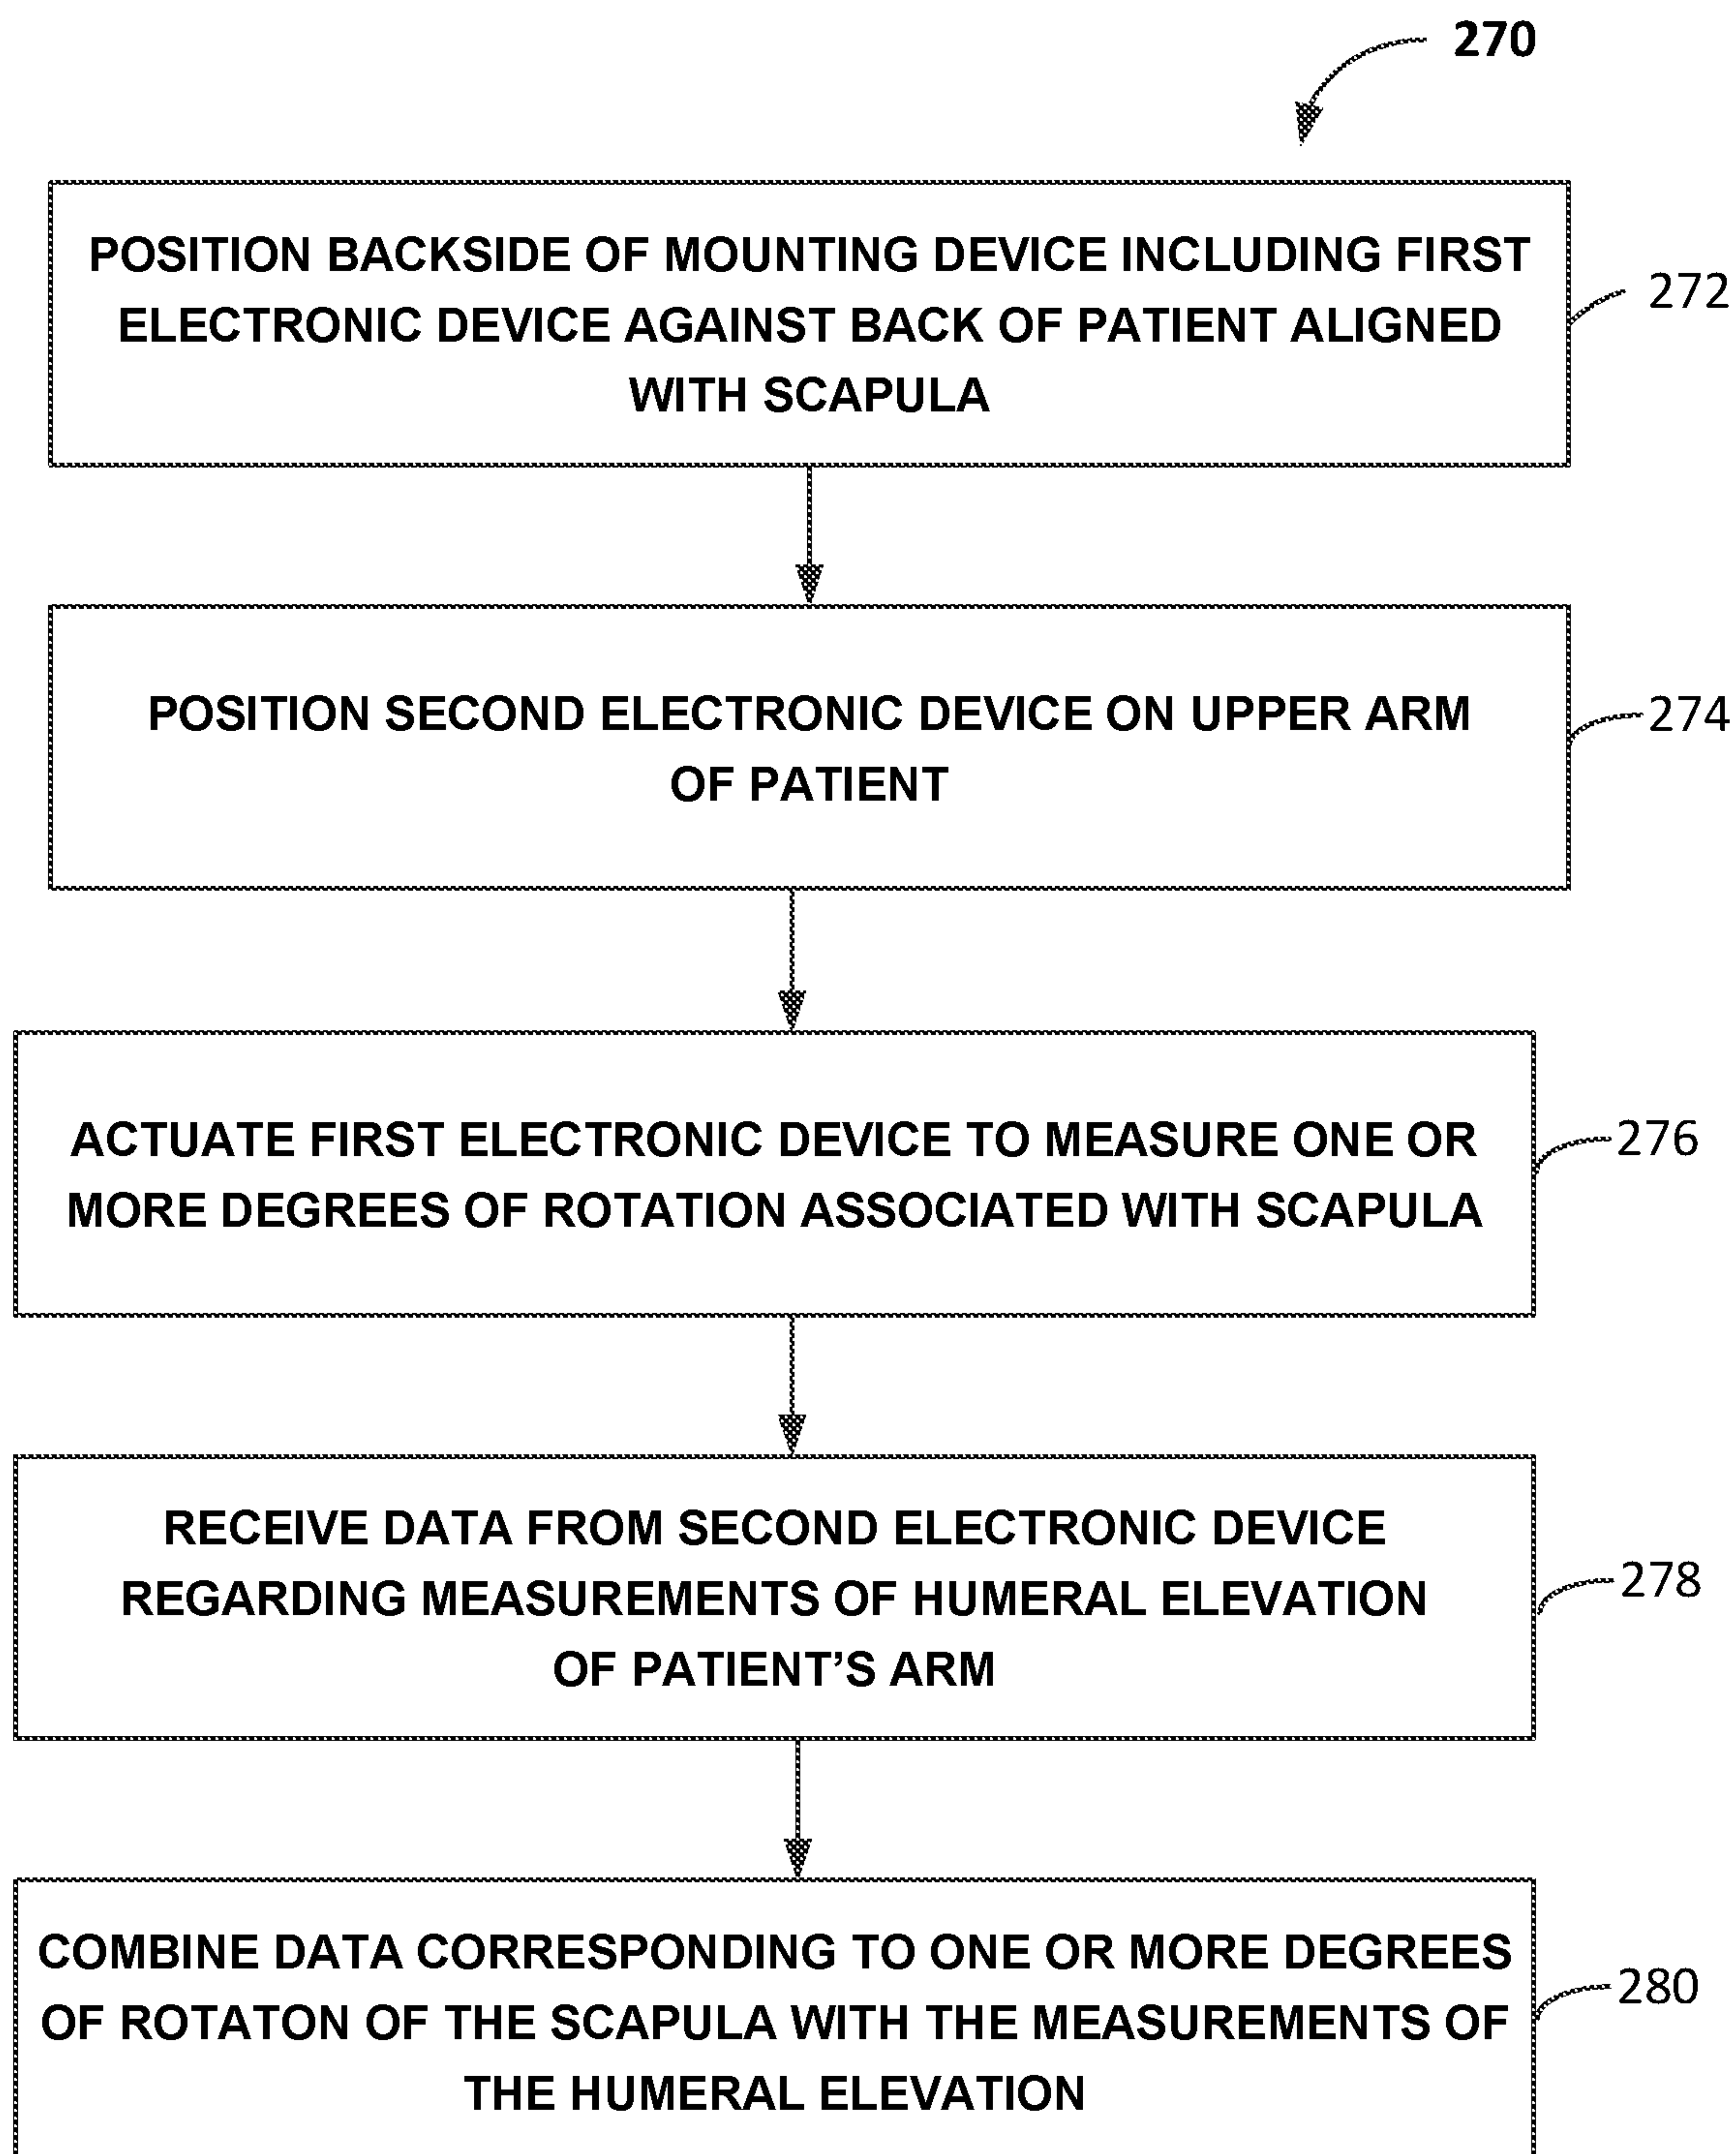 270
POSITION BACKSIDE OF MOUNTING DEVICE INCLUDING FIRST
ELECTRONIC DEVICE AGAINST BACK OF PATIENT ALIGNED
WITH SCAPULA
272
POSITION SECOND ELECTRONIC DEVICE ON UPPER ARM
OF PATIENT
274
ACTUATE FIRST ELECTRONIC DEVICE TO MEASURE ONE OR
MORE DEGREES OF ROTATION ASSOCIATED WITH SCAPULA
276
RECEIVE DATA FROM SECOND ELECTRONIC DEVICE
REGARDING MEASUREMENTS OF HUMERAL ELEVATION
OF PATIENT’S ARM
278
COMBINE DATA CORRESPONDING TO ONE OR MORE DEGREES
OF ROTATON OF THE SCAPULA WITH THE MEASUREMENTS OF
THE HUMERAL ELEVATION
280